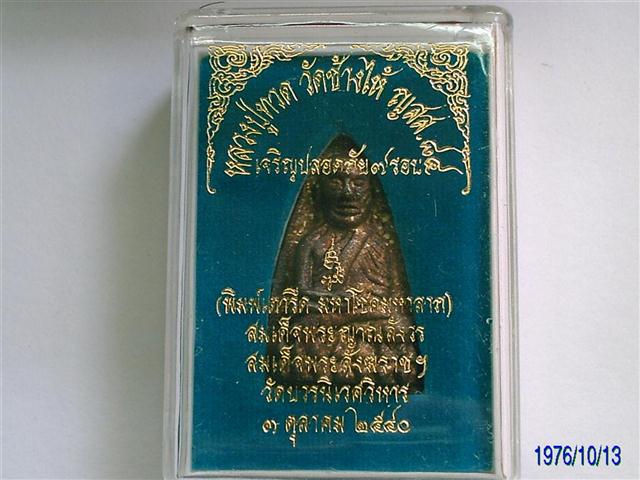 หลวงปู่ทวด วัดช้างให้ ญสส.
เจริญปลอดภัย๗รอบ
(พิมพ์เตารีด มหาโชคมหาลาภ)
สมเด็จพระญาณสังวร
สมเด็จพระสังฆราชฯ
วัดบวรนิเวศวิหาร
๓ ตุลาคม ๒๕๔๐
1976/10/13